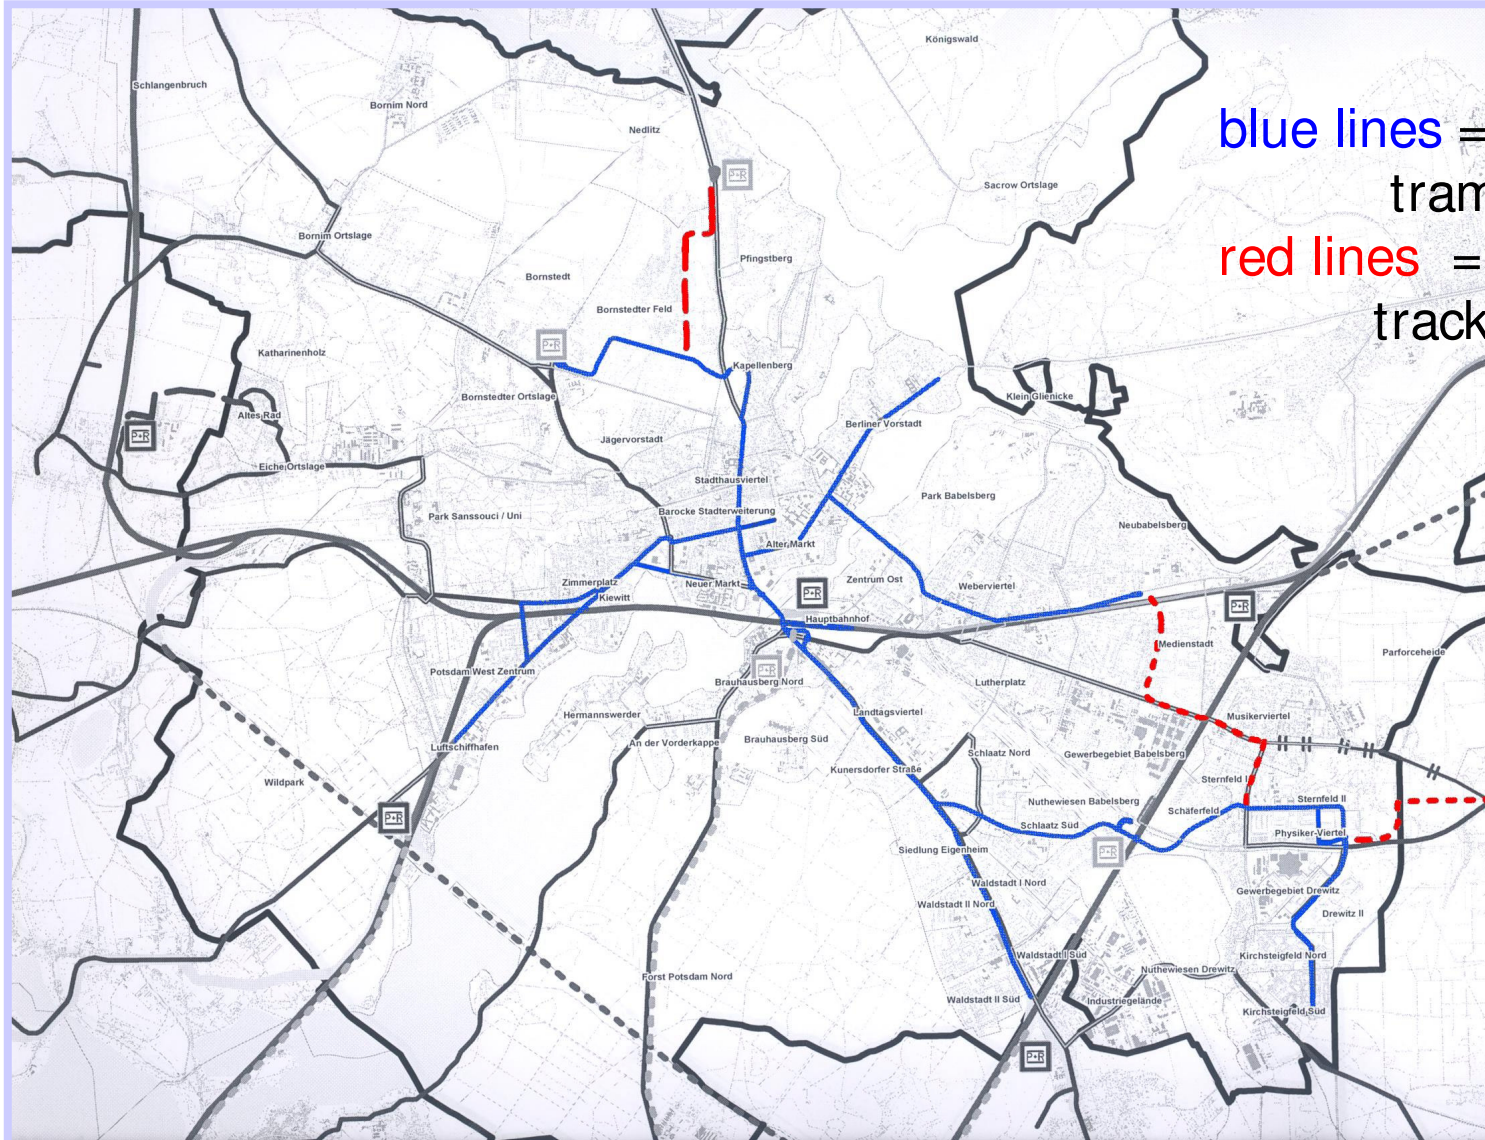 Königswald
Schlangenbruch
Bornim Nord
Nedlitz
blue lines =
tram
P+R
Sacrow Ortslage
red lines =
track
Bornim Ortslage
Pfingstberg
Bornstedt
Bornstedter Feld
P+R
Katharinenholz
Kapellenberg
Bornstedter Ortslage
Klein Glienicke
Altes Rad
P+R
Berliner Vorstadt
Jägervorstadt
Eiche Ortslage
Stadthausviertel
Park Babelsberg
Barocke Stadterweiterung
Park Sanssouci / Uni
Neubabelsberg
Alter Markt
Zimmerplatz
Neuer Markt
Zentrum Ost
Weberviertel
Kiewitt
P+R
P+R
Hauptbahnhof
Medienstadt
Parforceheide
Potsdam West Zentrum
P+R
Brauhausberg Nord
Lutherplatz
Hermannswerder
Landtagsviertel
Musikerviertel
An der Vorderkappe
Brauhausberg Süd
Luftschiffhafen
Schlaatz Nord
Gewerbegebiet Babelsberg
Kunersdorfer Straße
Wildpark
Sternfeld I
Nuthewiesen Babelsberg
Sternfeld II
P+R
Schlaatz Süd
Schäferfeld
Physiker-Viertel
Siedlung Eigenheim
P+R
Waldstadt I Nord
Gewerbegebiet Drewitz
Waldstadt II Nord
Drewitz II
Waldstadt I Süd
Kirchsteigfeld Nord
Forst Potsdam Nord
Nuthewiesen Drewitz
Waldstadt II Süd
Industriegelände
Kirchsteigfeld Süd
P+R